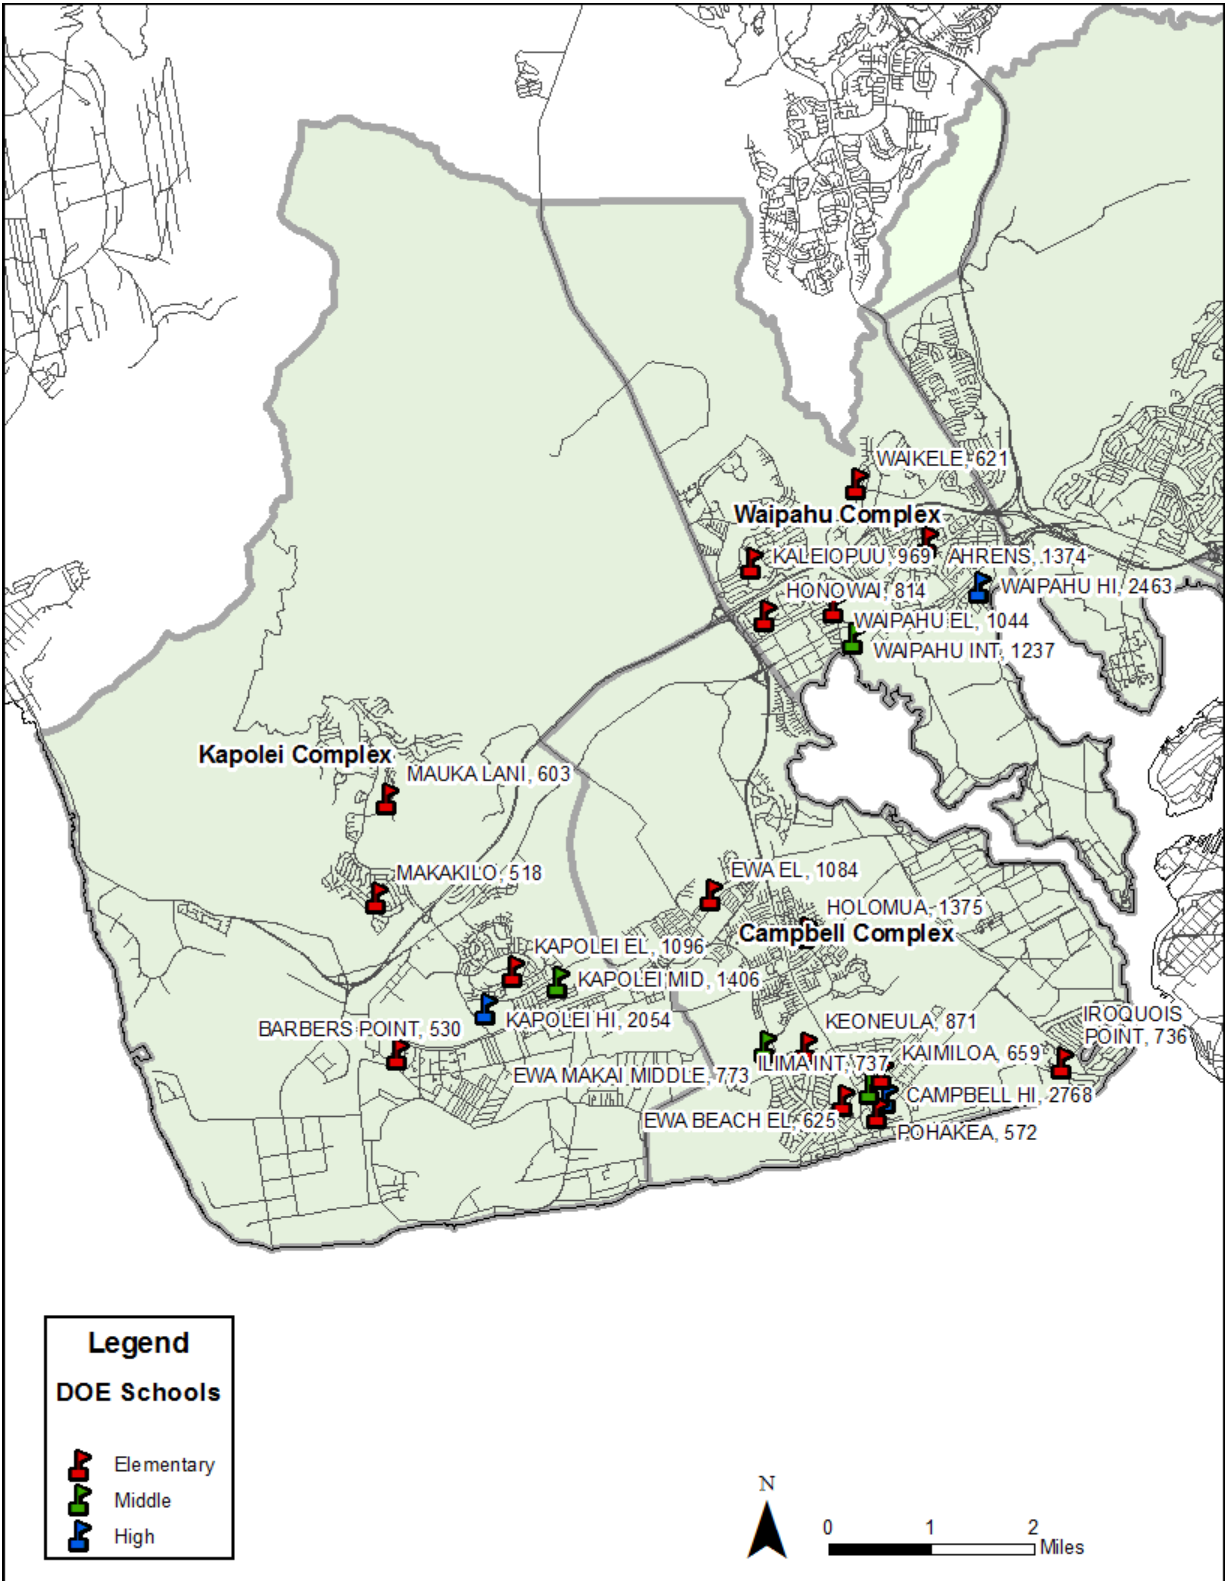 WAIKELE, 621
Waipahu Complex
KALEIOPUU, 969
AHRENS, 1374
HONOWAI, 814
WAIPAHU HI, 2463
WAIPAHU EL, 1044
WAIPAHU INT, 1237
Kapolei Complex
MAUKA LANI, 603
MAKAKILO, 518
EWA EL, 1084
HOLOMUA, 1375
Campbell Complex
KAPOLEI EL, 1096
KAPOLEI MID, 1406
KAPOLEI HI, 2054
BARBERS POINT, 530
KEONEULA, 871
IROQUOIS
POINT, 736
ILIMA INT, 737
KAIMILOA, 659
EWA MAKAI MIDDLE, 773
CAMPBELL HI, 2768
EWA BEACH EL, 625
POHAKEA, 572
Legend
DOE Schools
Elementary
Middle
High
N
0 1 2
Miles